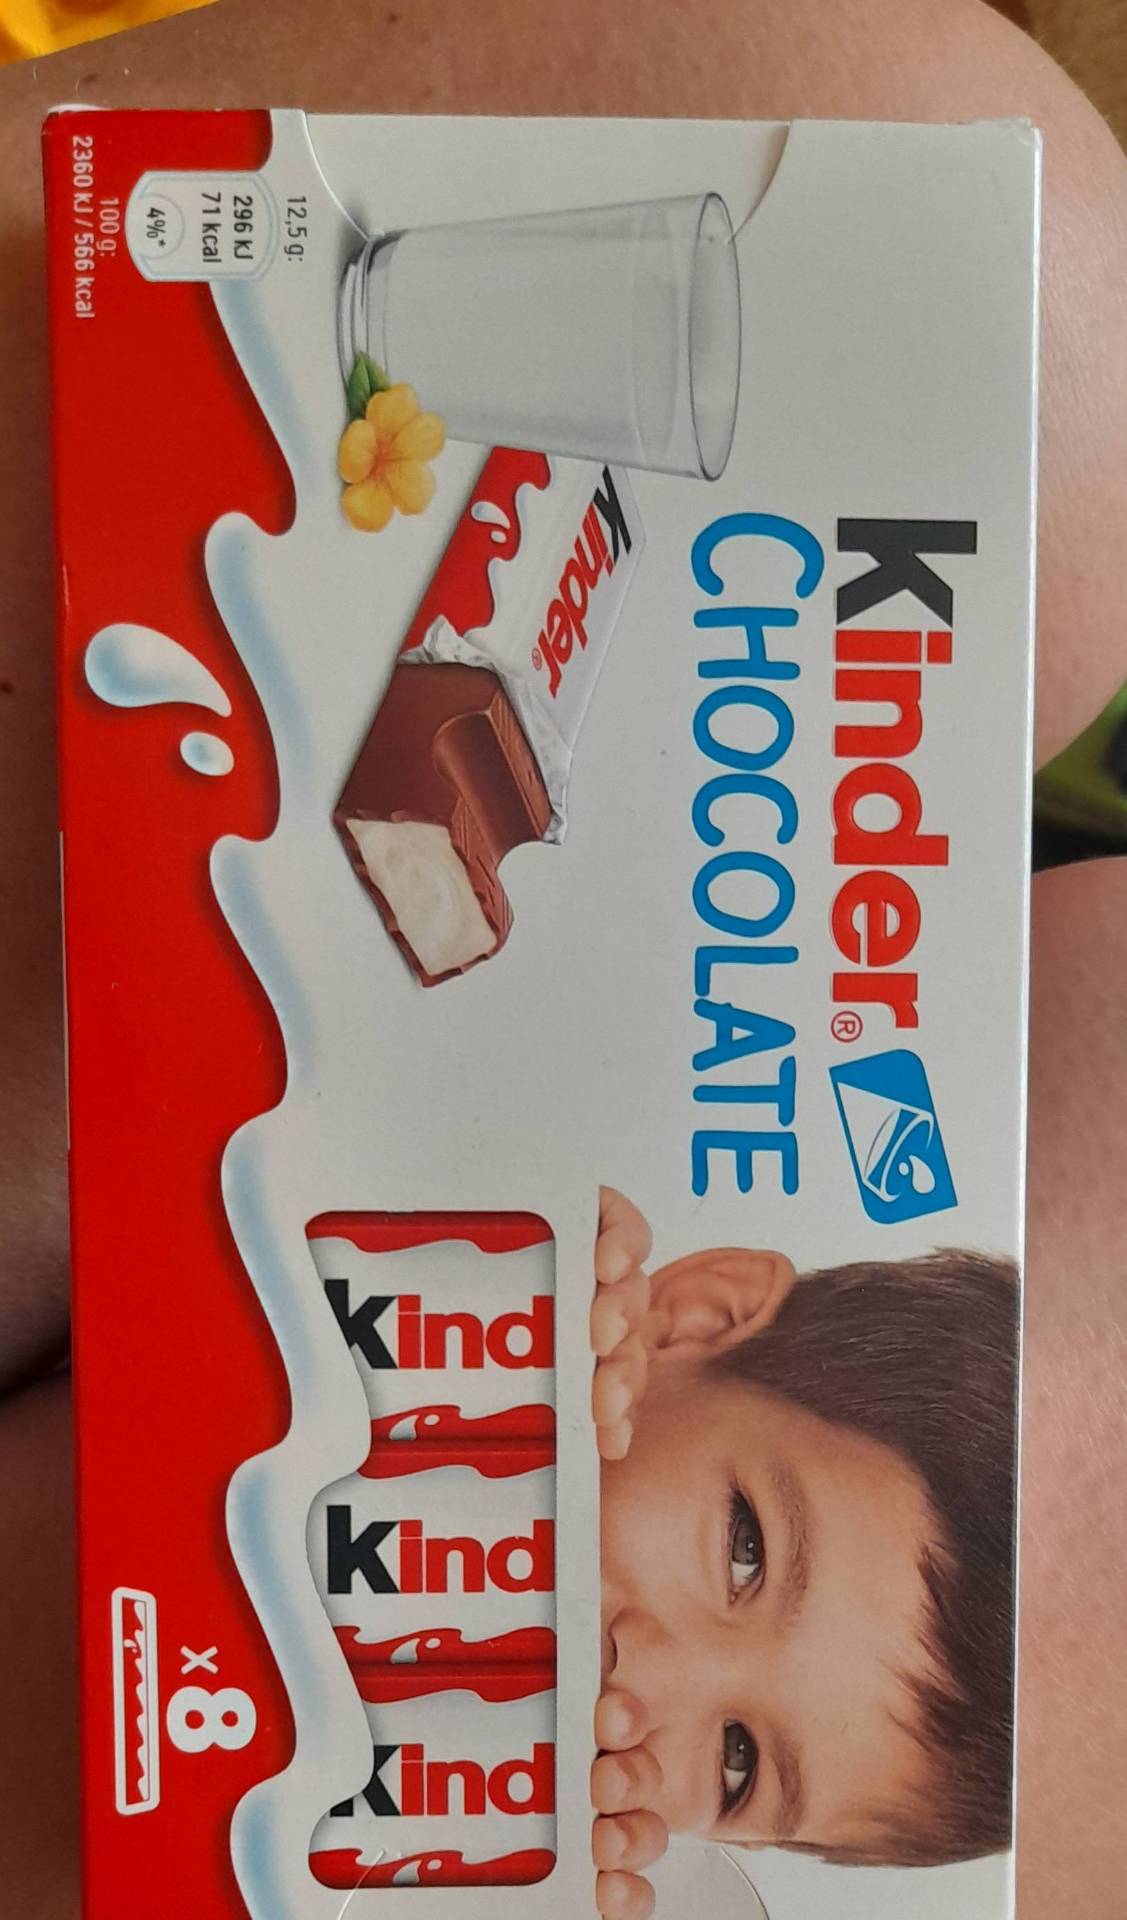 Kinder®
CHOCOLATE
Kinder®
12,5 g:
296 kJ
71 kcal
4%*
100 g:
2360 kJ / 566 kcal
kind
kind
kind
x 8